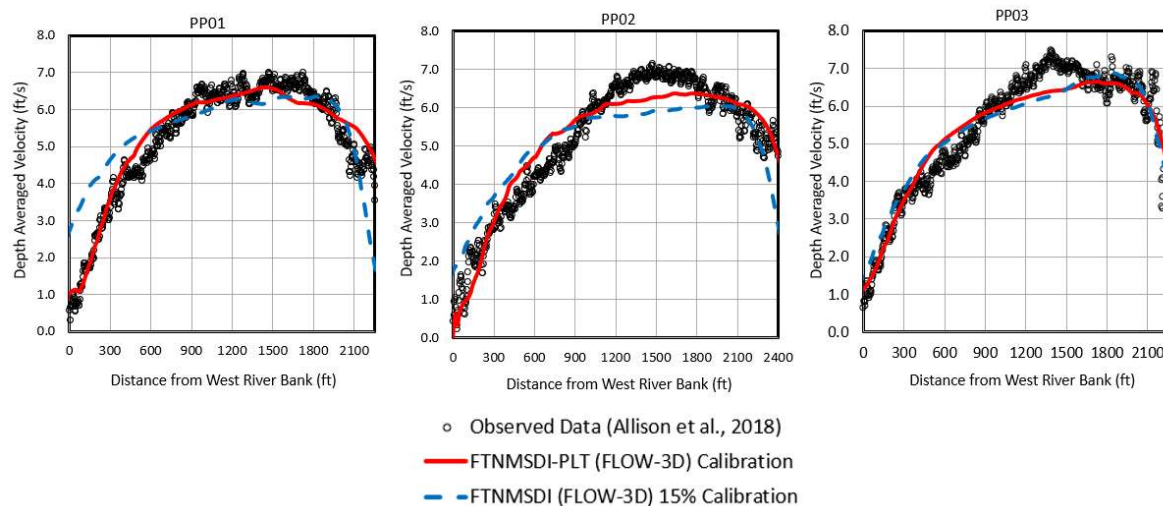 PP01
8.0
7.0
6.0
5.0
4.0
3.0
2.0
1.0
0.0
Depth Averaged Velocity (ft/s)
0 300 600 900 1200 1500 1800 2100
Distance from West River Bank (ft)
PP02
8.0
7.0
6.0
5.0
4.0
3.0
2.0
1.0
0.0
Depth Averaged Velocity (ft/s)
0 300 600 900 1200 1500 1800 2100 2400
Distance from West River Bank (ft)
PP03
8.0
7.0
6.0
5.0
4.0
3.0
2.0
1.0
0.0
Depth Averaged Velocity (ft/s)
0 300 600 900 1200 1500 1800 2100
Distance from West River Bank (ft)
Observed Data (Allison et al., 2018)
FTNMSDI-PLT (FLOW-3D) Calibration
FTNMSDI (FLOW-3D) 15% Calibration